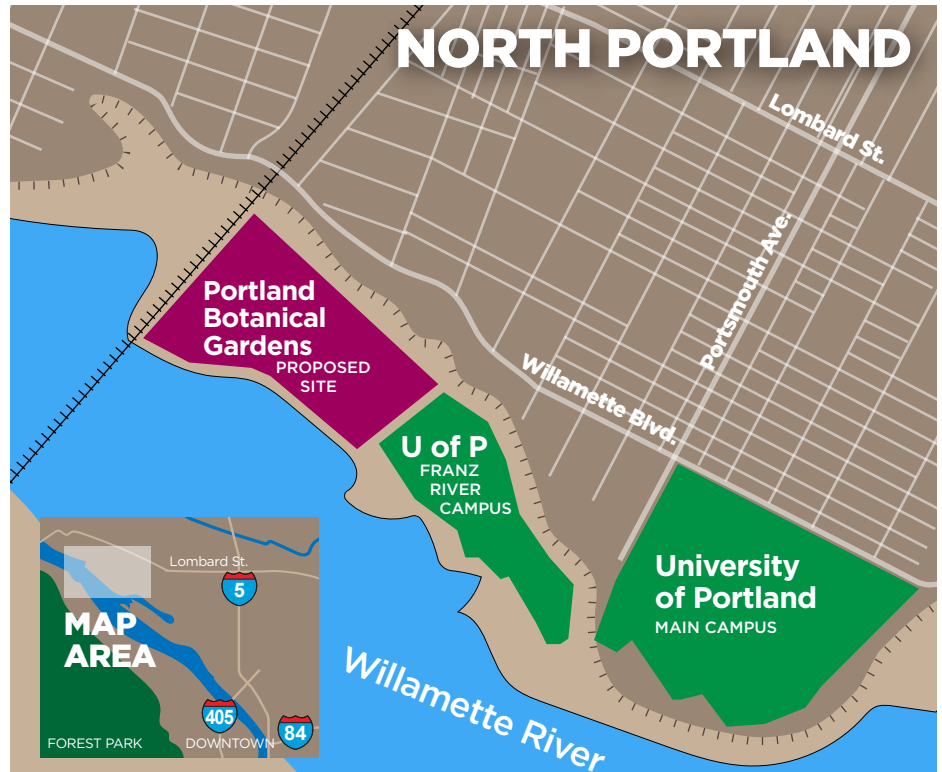 NORTH PORTLAND
Lombard St.
Portsmouth Ave.
Portland
Botanical
Gardens
PROPOSED
SITE
Willamette Blvd.
U of P
FRANZ
RIVER
CAMPUS
University
of Portland
MAIN CAMPUS
Willamette River
Lombard St.
5
MAP
AREA
405
84
FOREST PARK
DOWNTOWN